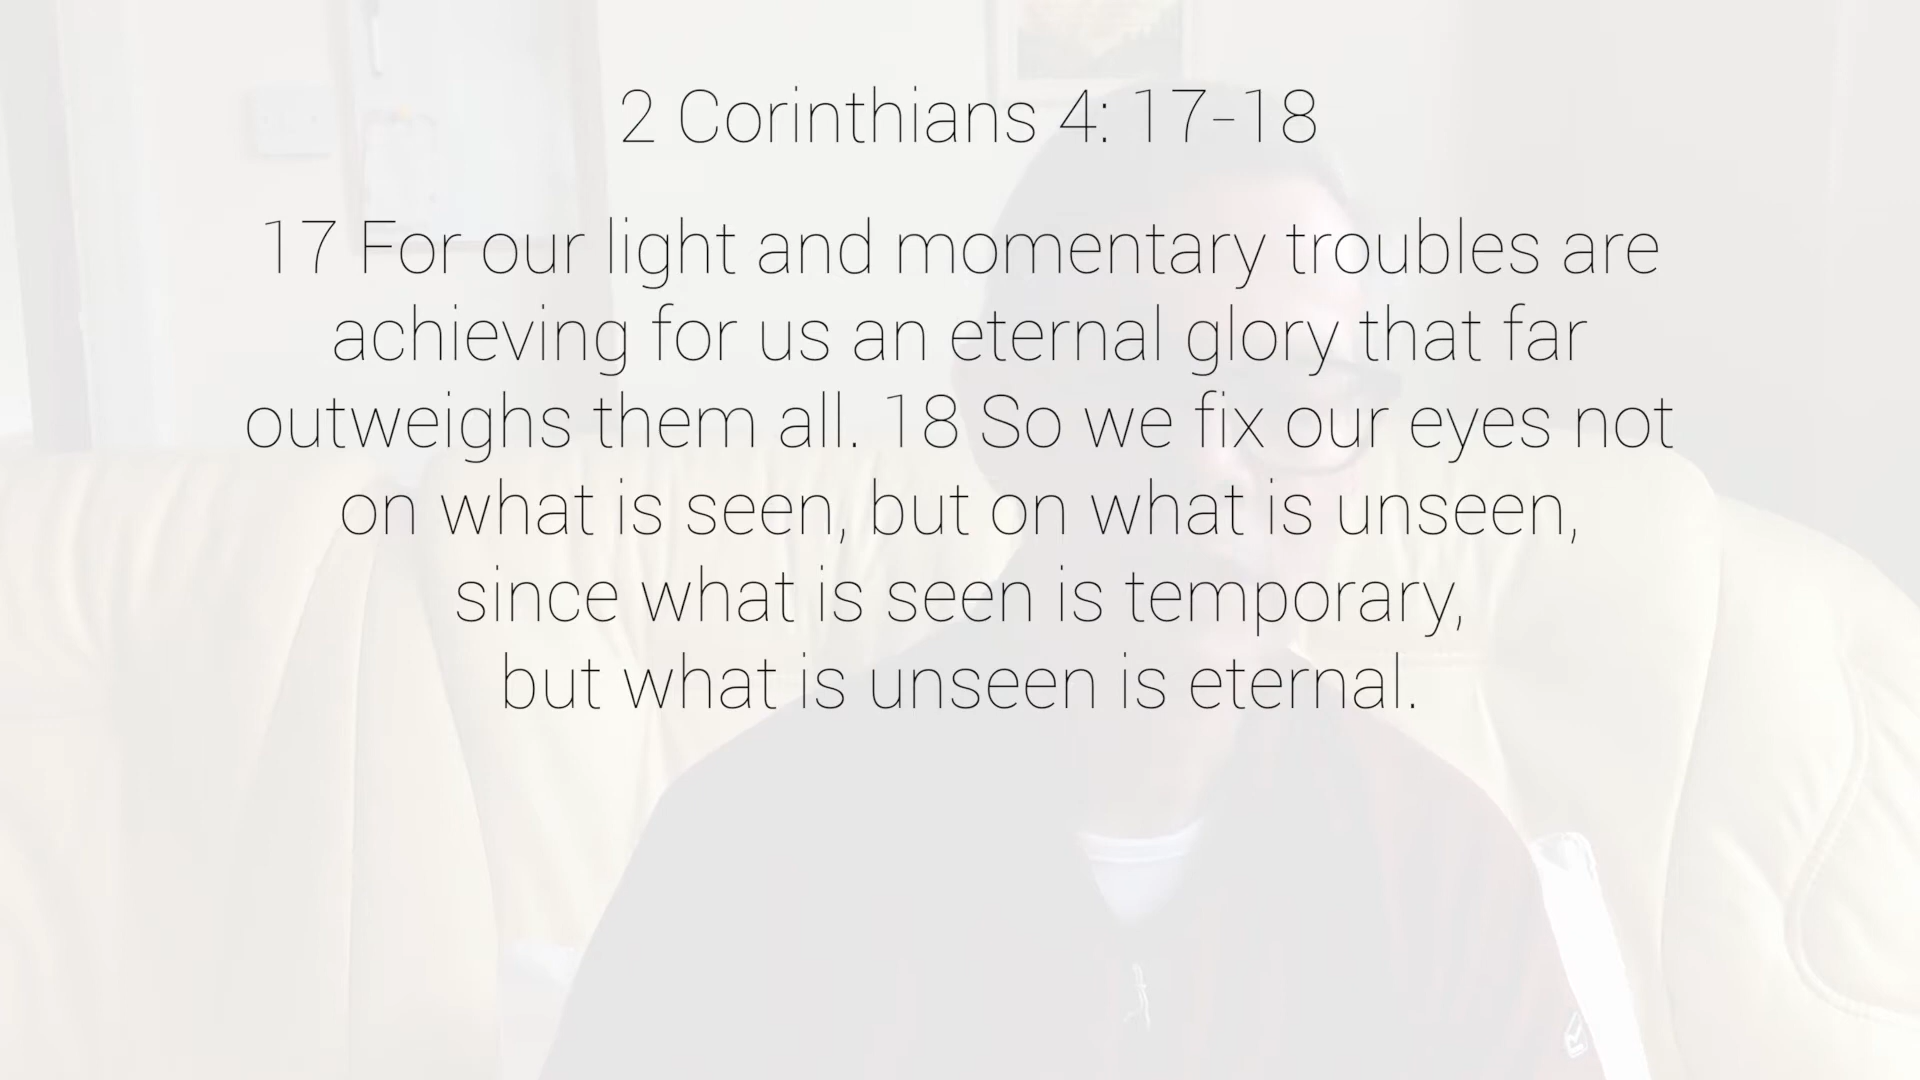 2 Corinthians 4: 17-18
17 For our light and momentary troubles are
achieving for us an eternal glory that far
outweighs them all. 18 So we fix our eyes not
on what is seen, but on what is unseen,
since what is seen is temporary,
but what is unseen is eternal.